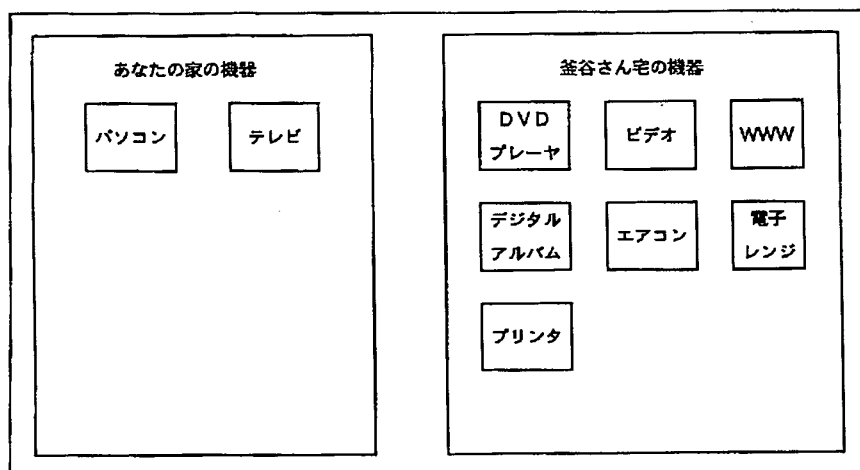 あなたの家の機器
パソコン
テレビ
釜谷さん宅の機器
DVD
プレーヤ
ビデオ
WWW
デジタル
アルバム
エアコン
電子
レンジ
プリンタ